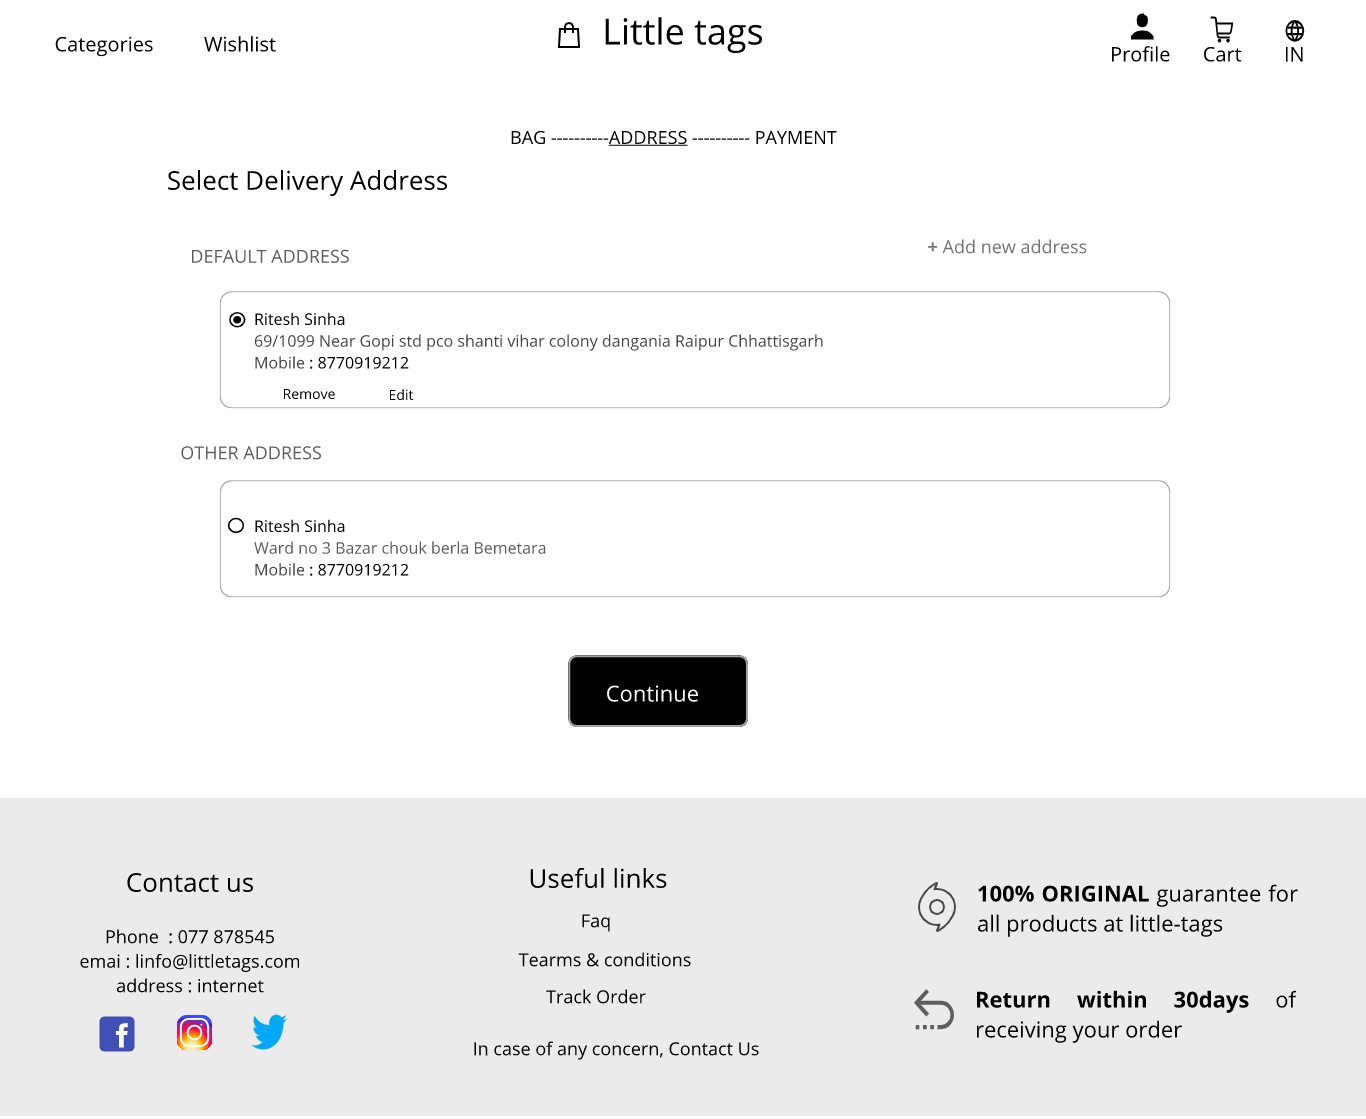 Categories
Wishlist
Little tags
Profile
Cart
IN
BAG ----------ADDRESS ---------- PAYMENT
Select Delivery Address
DEFAULT ADDRESS
+ Add new address
Ritesh Sinha
69/1099 Near Gopi std pco shanti vihar colony dangania Raipur Chhattisgarh
Mobile : 8770919212
Remove
Edit
OTHER ADDRESS
Ritesh Sinha
Ward no 3 Bazar chouk berla Bemetara
Mobile : 8770919212
Continue
Contact us
Phone  : 077 878545
emai : linfo@littletags.com
address : internet
Useful links
Faq
Tearms & conditions
Track Order
In case of any concern, Contact Us
100% ORIGINAL guarantee for
all products at little-tags
Return within 30days of
receiving your order